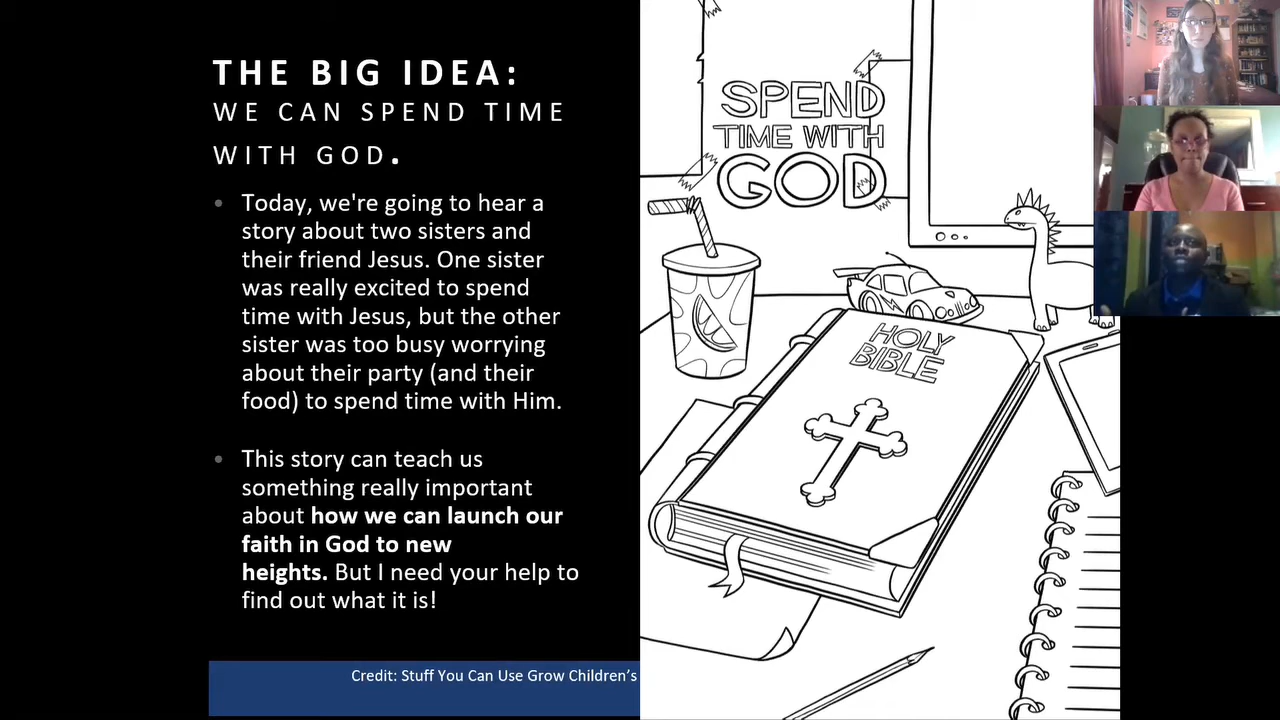 THE BIG IDEA:
WE CAN SPEND TIME
WITH GOD.
Today, we're going to hear a
story about two sisters and
their friend Jesus. One sister
was really excited to spend
time with Jesus, but the other
sister was too busy worrying
about their party (and their
food) to spend time with Him.
This story can teach us
something really important
about how we can launch our
faith in God to new
heights. But I need your help to
find out what it is!
Credit: Stuff You Can Use Grow Children's
SPEND
TIME WITH
GOD
HOLY
BIBLE